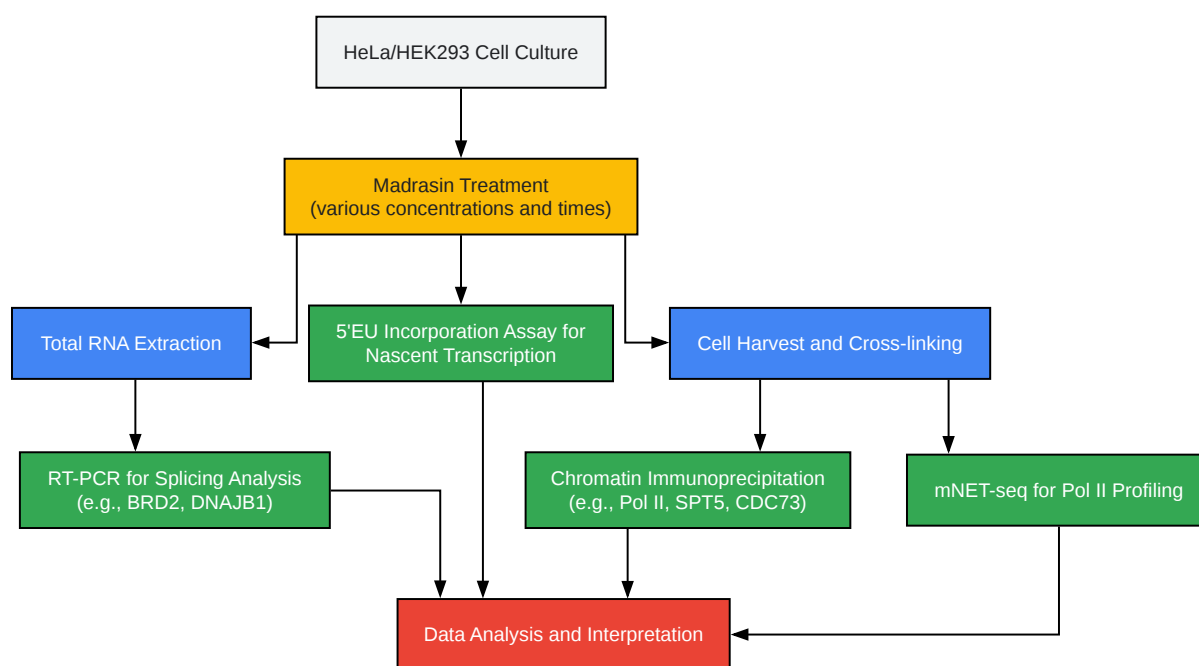 HeLa/HEK293 Cell Culture
Madrasin Treatment
(various concentrations and times)
Total RNA Extraction
5'EU Incorporation Assay for
Nascent Transcription
Cell Harvest and Cross-linking
RT-PCR for Splicing Analysis
(e.g., BRD2, DNAJB1)
Chromatin Immunoprecipitation
(e.g., Pol II, SPT5, CDC73)
mNET-seq for Pol II Profiling
Data Analysis and Interpretation